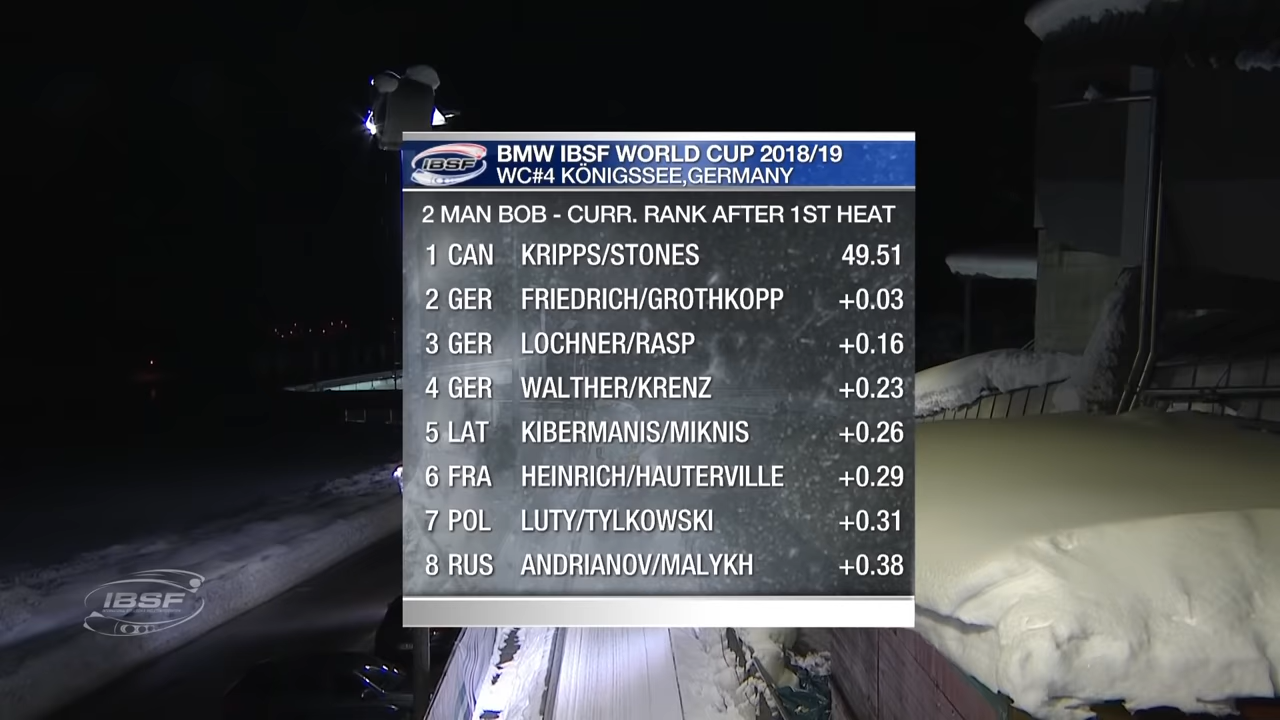 IBSF
BMW IBSF WORLD CUP 2018/19
WC#4 KÖNIGSSEE,GERMANY
2 MAN BOB - CURR. RANK AFTER 1ST HEAT
1 CAN KRIPPS/STONES 49.51
2 GER FRIEDRICH/GROTHKOPP +0.03
3 GER LOCHNER/RASP +0.16
4 GER WALTHER/KRENZ +0.23
5 LAT KIBERMANIS/MIKNIS +0.26
6 FRA HEINRICH/HAUTERVILLE +0.29
7 POL LUTY/TYLKOWSKI +0.31
8 RUS ANDRIANOV/MALYKH +0.38
IBSF